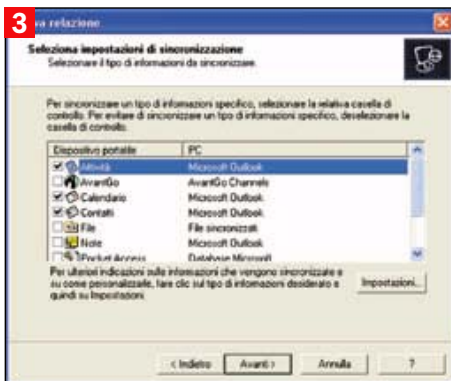 3
va relazione
Seleziona impostazioni di sincronizzazione
Selezionare il tipo di informazioni da sincronizzare.
Per sincronizzare un tipo di informazioni specifico, selezionare la relativa casella di
controllo. Per evitare di sincronizzare un tipo di informazioni specifico, deselezionare la
casella di controllo.
Dispositivo portatile PC
Attività Microsoft Outlook
AvantGo AvantGo Channels
Calendario Microsoft Outlook
Contatti Microsoft Outlook
File File sincronizzati
Note Microsoft Outlook
Pocket Access Database Microsoft
Per ulteriori indicazioni sulle informazioni che vengono sincronizzate e
su come personalizzarle, fare clic sul tipo di informazioni desiderato e
quindi su Impostazioni.
Impostazioni...
< Indietro Avanti > Annulla ?